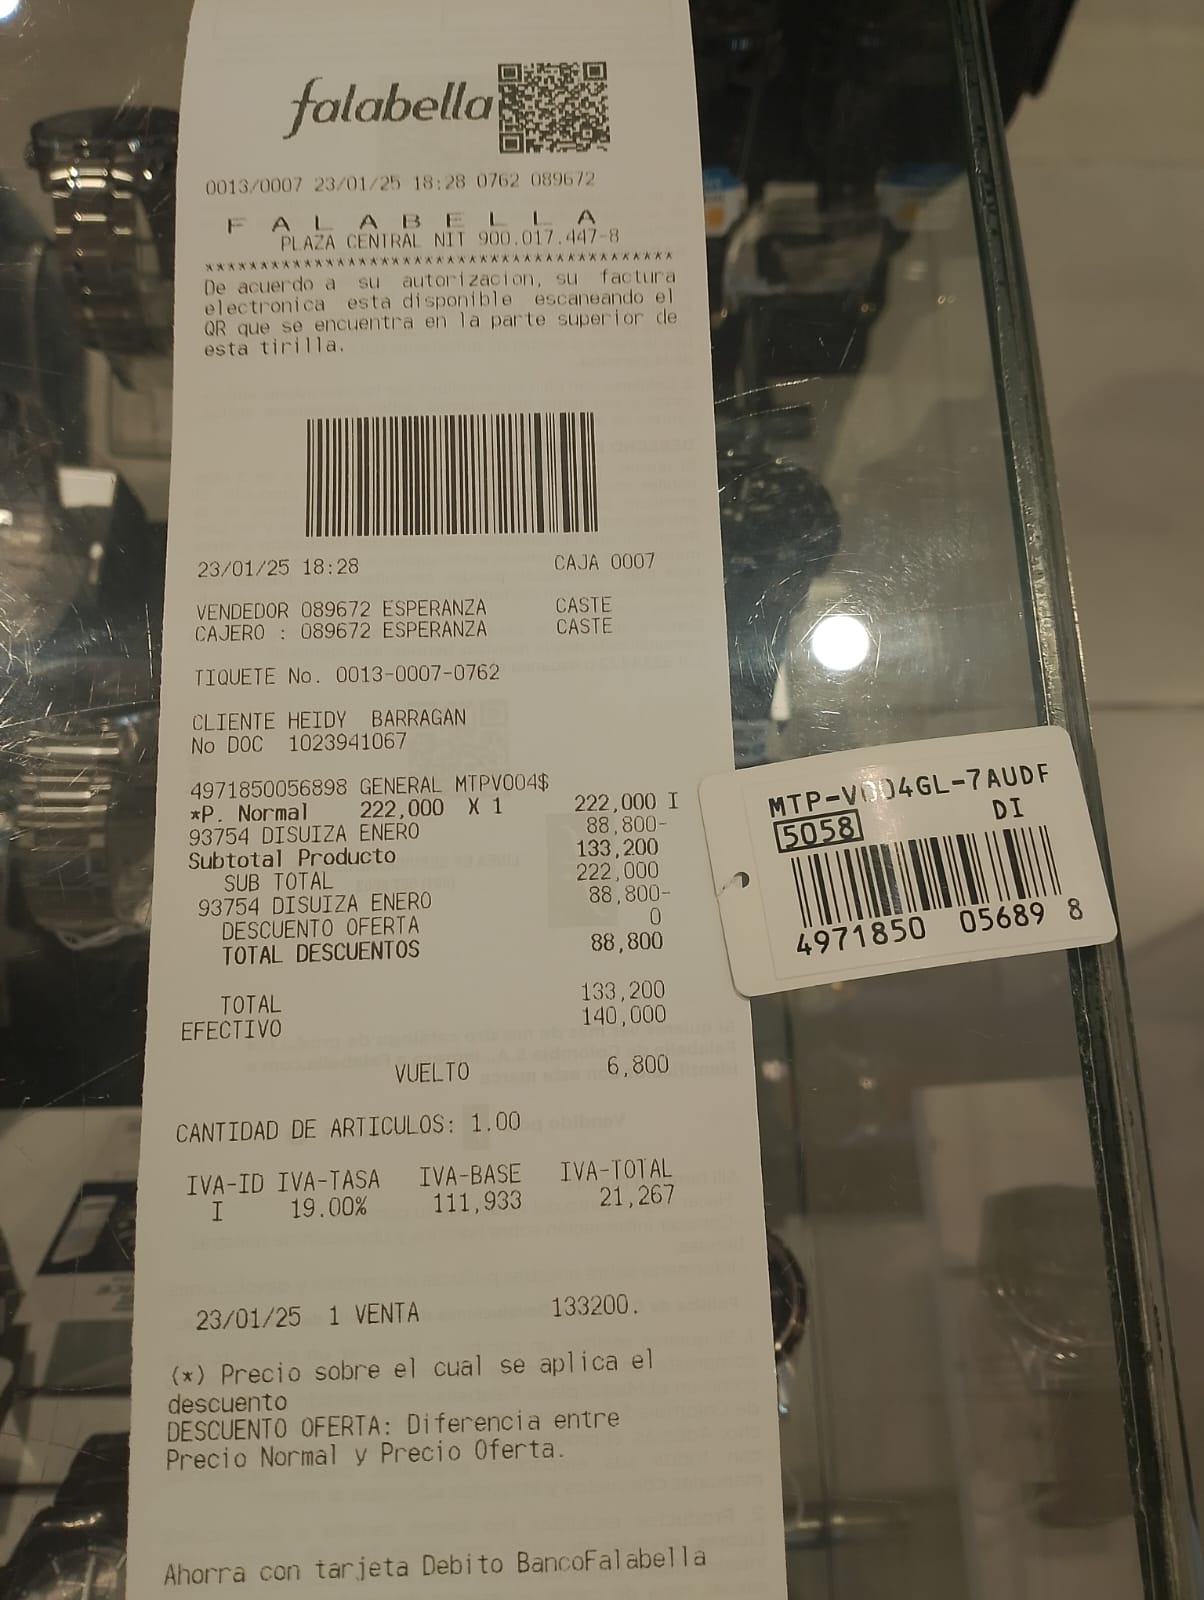 falabella
0013/0007 23/01/25 18:28 0762 089672
F A L A B E L L A
PLAZA CENTRAL NIT 900.017.447-8
*******************************************
De acuerdo a su autorizacion, su factura
electronica esta disponible escaneando el
QR que se encuentra en la parte superior de
esta tirilla.
23/01/25 18:28 CAJA 0007
VENDEDOR 089672 ESPERANZA CASTE
CAJERO : 089672 ESPERANZA CASTE
TIQUETE No. 0013-0007-0762
CLIENTE HEIDY BARRAGAN
No DOC 1023941067
4971850056898 GENERAL MTPV004$
*P. Normal 222,000 X 1 222,000 I
93754 DISUIZA ENERO 88,800-
Subtotal Producto 133,200
SUB TOTAL 222,000
93754 DISUIZA ENERO 88,800-
DESCUENTO OFERTA 0
TOTAL DESCUENTOS 88,800
TOTAL 133,200
EFECTIVO 140,000
VUELTO 6,800
CANTIDAD DE ARTICULOS: 1.00
IVA-ID IVA-TASA IVA-BASE IVA-TOTAL
I 19.00% 111,933 21,267
23/01/25 1 VENTA 133200.
(*) Precio sobre el cual se aplica el
descuento
DESCUENTO OFERTA: Diferencia entre
Precio Normal y Precio Oferta.
Ahorra con tarjeta Debito BancoFalabella
MTP-V004GL-7AUDF
5058 DI
4971850 05689 8